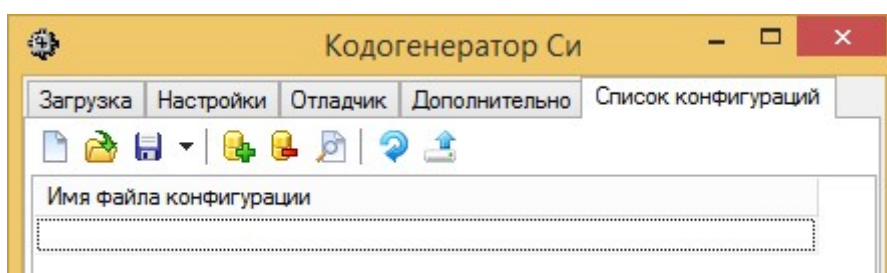 Кодогенератор Си
Загрузка Настройки Отладчик Дополнительно Список конфигураций
Имя файла конфигурации